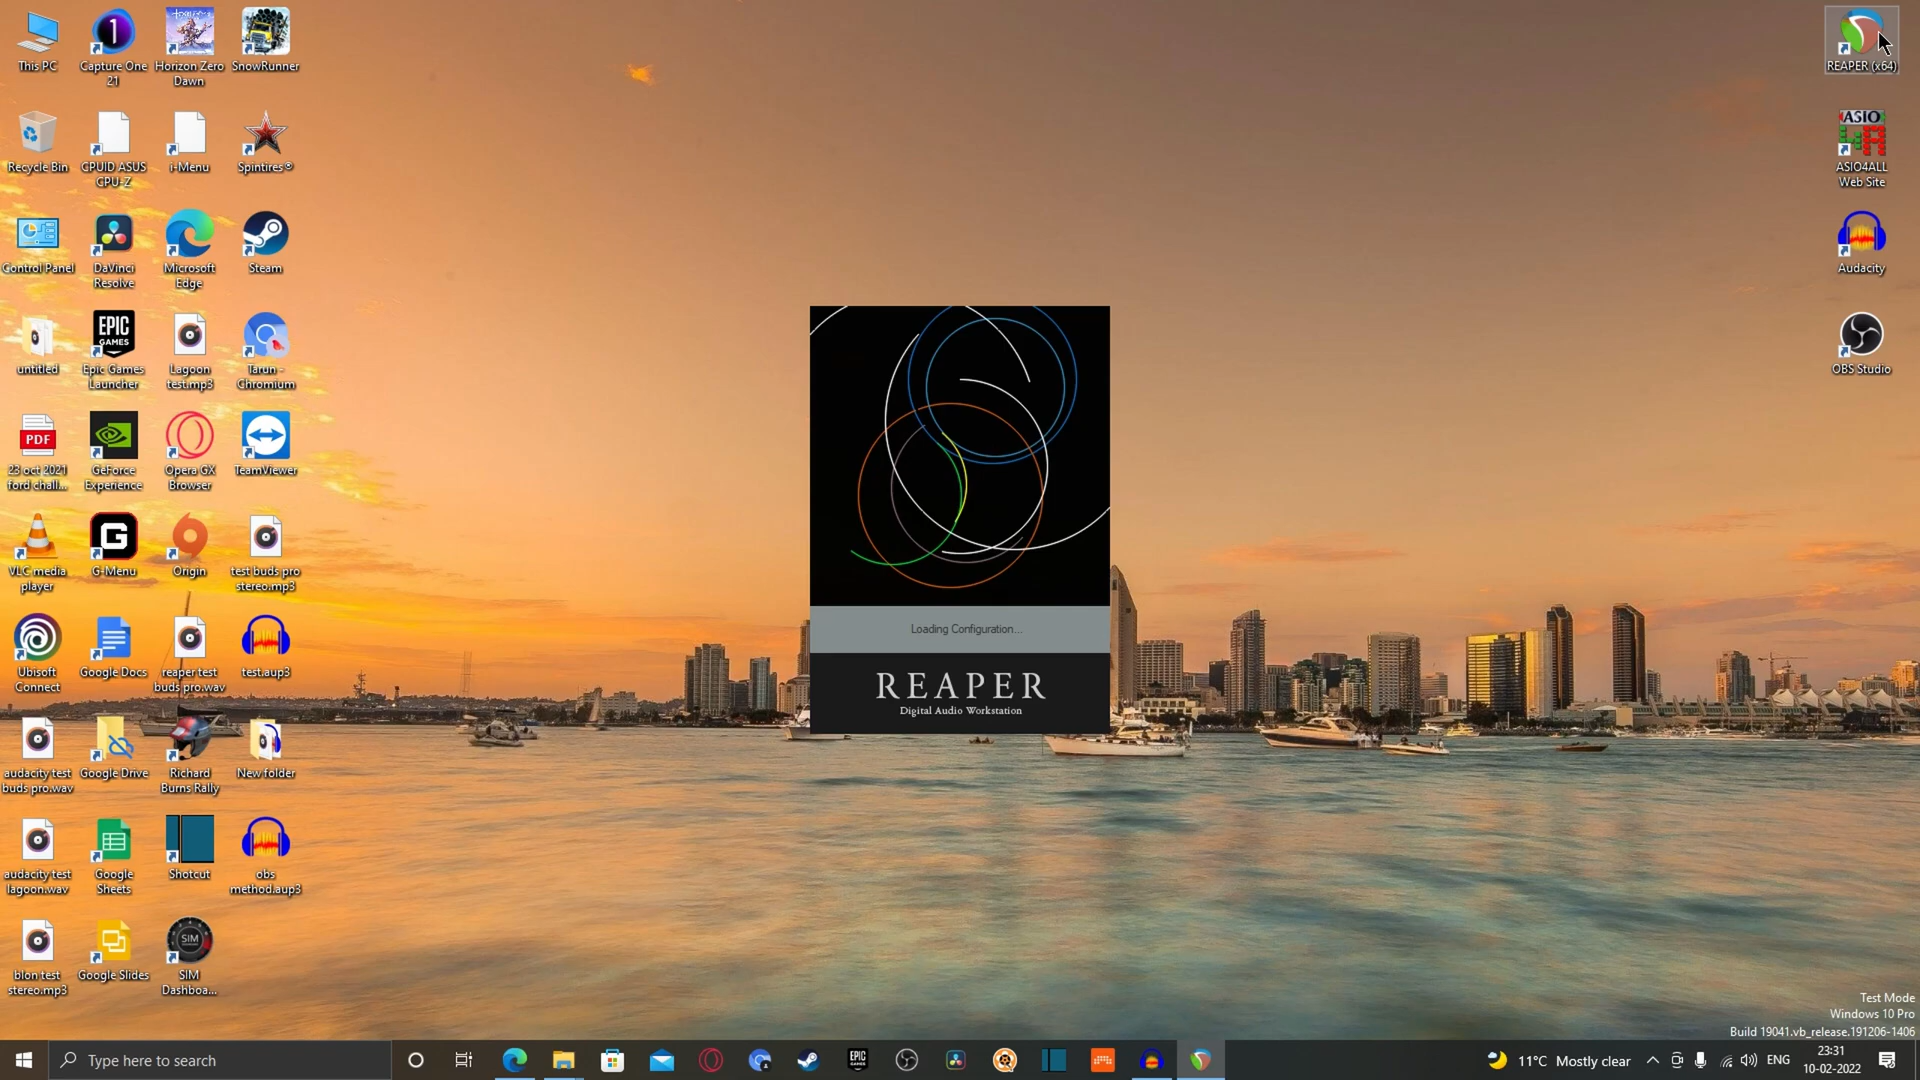 This PC
Capture One
21
Horizon Zero
Dawn
SnowRunner
Recycle Bin
CPUID ASUS
CPU-Z
i-Menu
Spintires®
Control Panel
DaVinci
Resolve
Microsoft
Edge
Steam
untitled
EPIC
GAMES
Epic Games
Launcher
Lagoon
test.mp3
Tarun -
Chromium
PDF
23 oct 2021
ford chall...
GeForce
Experience
Opera GX
Browser
TeamViewer
VLC media
player
G-Menu
Origin
test buds pro
stereo.mp3
Ubisoft
Connect
Google Docs
reaper test
buds pro.wav
test.aup3
audacity test
buds pro.wav
Google Drive
Richard
Burns Rally
New folder
audacity test
lagoon.wav
Google
Sheets
Shotcut
obs
method.aup3
blon test
stereo.mp3
Google Slides
SIM
SIM
Dashboa...
REAPER (x64)
ASIO
ASIO4ALL
Web Site
Audacity
OBS Studio
Loading Configuration...
REAPER
Digital Audio Workstation
Test Mode
Windows 10 Pro
Build 19041.vb_release.191206-1406
Type here to search
EPIC
11°C Mostly clear
ENG
23:31
10-02-2022